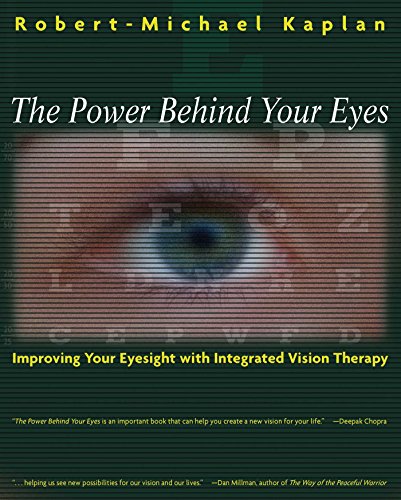 Robert-Michael Kaplan
E
The Power Behind Your Eyes
F P
T E O Z
C E P W F D
Improving Your Eyesight with Integrated Vision Therapy
"The Power Behind Your Eyes is an important book that can help you create a new vision for your life." —Deepak Chopra
". . . helping us see new possibilities for our vision and our lives." —Dan Millman, author of The Way of the Peaceful Warrior